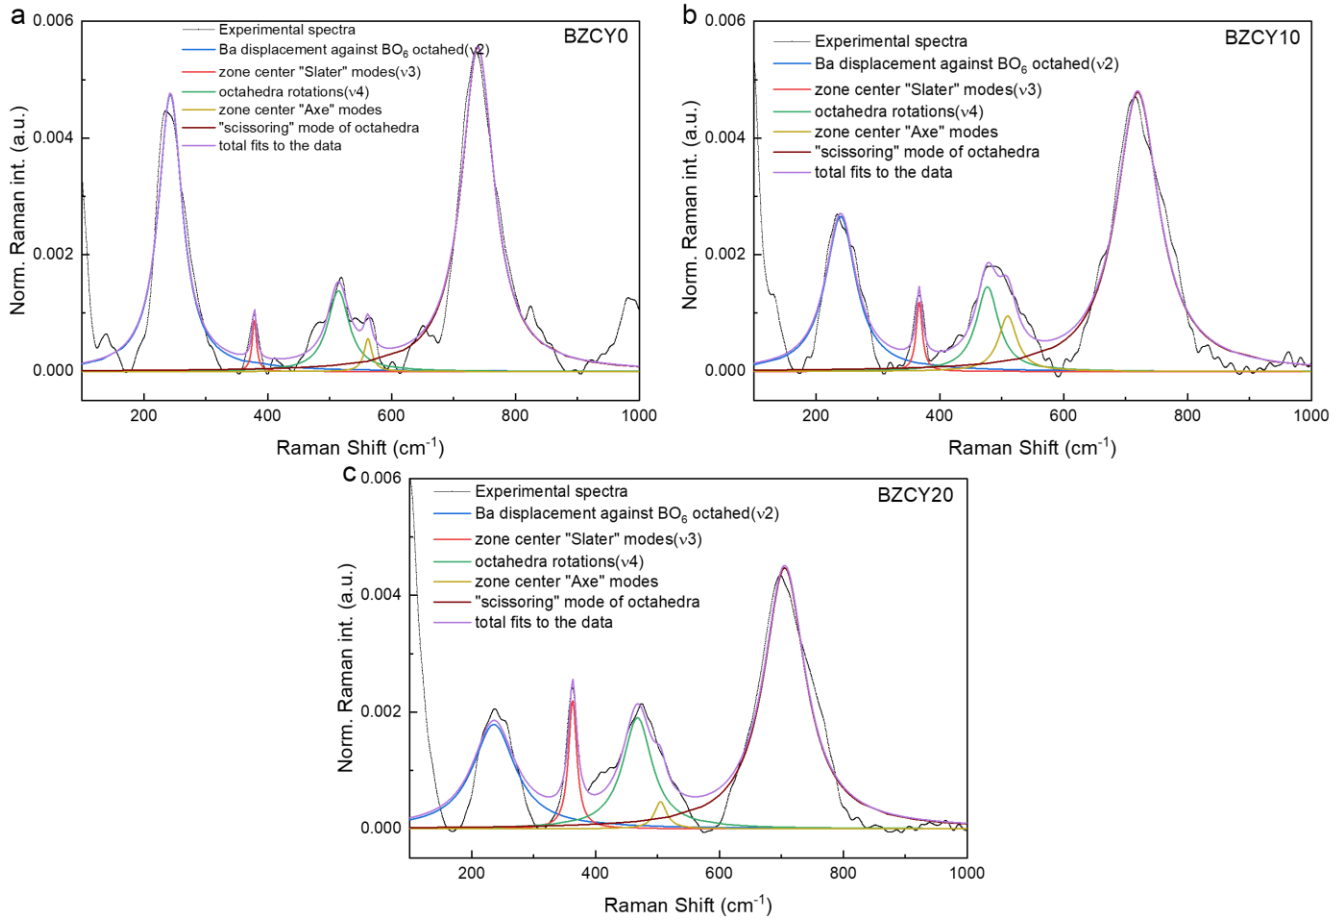 a
BZCY0
Experimental spectra
Ba displacement against BO6 octahed(ν2)
zone center "Slater" modes(ν3)
octahedra rotations(ν4)
zone center "Axe" modes
"scissoring" mode of octahedra
total fits to the data
Norm. Raman int. (a.u.)
0.006
0.004
0.002
0.000
200 400 600 800 1000
Raman Shift (cm-1)
b
BZCY10
Experimental spectra
Ba displacement against BO6 octahed(ν2)
zone center "Slater" modes(ν3)
octahedra rotations(ν4)
zone center "Axe" modes
"scissoring" mode of octahedra
total fits to the data
Norm. Raman int. (a.u.)
0.006
0.004
0.002
0.000
200 400 600 800 1000
Raman Shift (cm-1)
c
BZCY20
Experimental spectra
Ba displacement against BO6 octahed(ν2)
zone center "Slater" modes(ν3)
octahedra rotations(ν4)
zone center "Axe" modes
"scissoring" mode of octahedra
total fits to the data
Norm. Raman int. (a.u.)
0.006
0.004
0.002
0.000
200 400 600 800 1000
Raman Shift (cm-1)